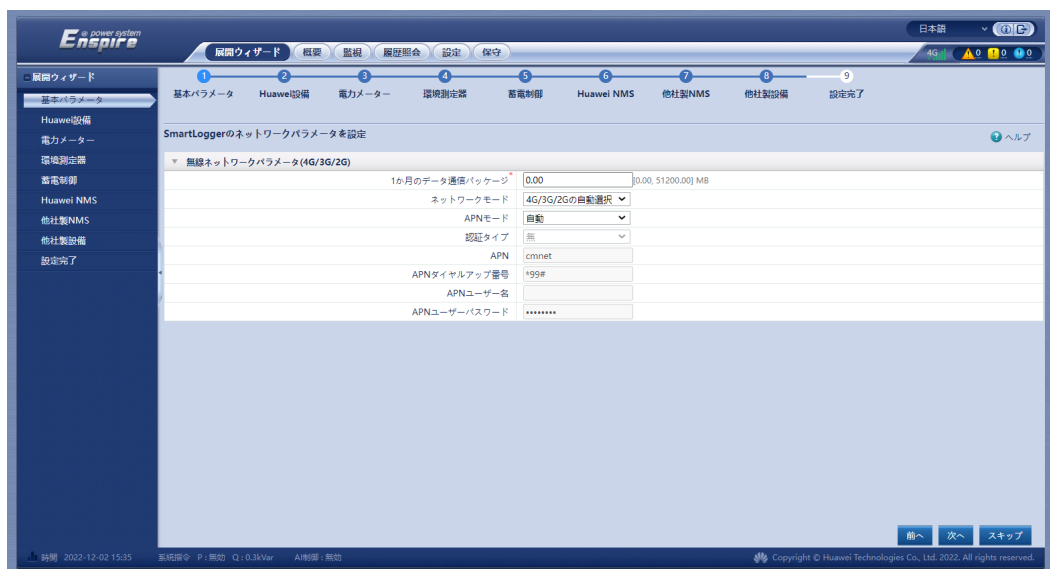 e power system
Enspire
日本語
展開ウィザード 概要 監視 履歴照会 設定 保守
4G 0 0 0
展開ウィザード
基本パラメータ
Huawei設備
電力メーター
環境測定器
蓄電制御
Huawei NMS
他社製NMS
他社製設備
設定完了
1 2 3 4 5 6 7 8 9
基本パラメータ Huawei設備 電力メーター 環境測定器 蓄電制御 Huawei NMS 他社製NMS 他社製設備 設定完了
SmartLoggerのネットワークパラメータを設定
ヘルプ
無線ネットワークパラメータ(4G/3G/2G)
1か月のデータ通信パッケージ* 0.00 [0.00, 51200.00] MB
ネットワークモード 4G/3G/2Gの自動選択
APNモード 自動
認証タイプ 無
APN cmnet
APNダイヤルアップ番号 *99#
APNユーザー名
APNユーザーパスワード ••••••••
前へ 次へ スキップ
時間 2022-12-02 15:35 系統指令 P : 無効 Q : 0.3kVar AI制御 : 無効 Copyright © Huawei Technologies Co., Ltd. 2022. All rights reserved.